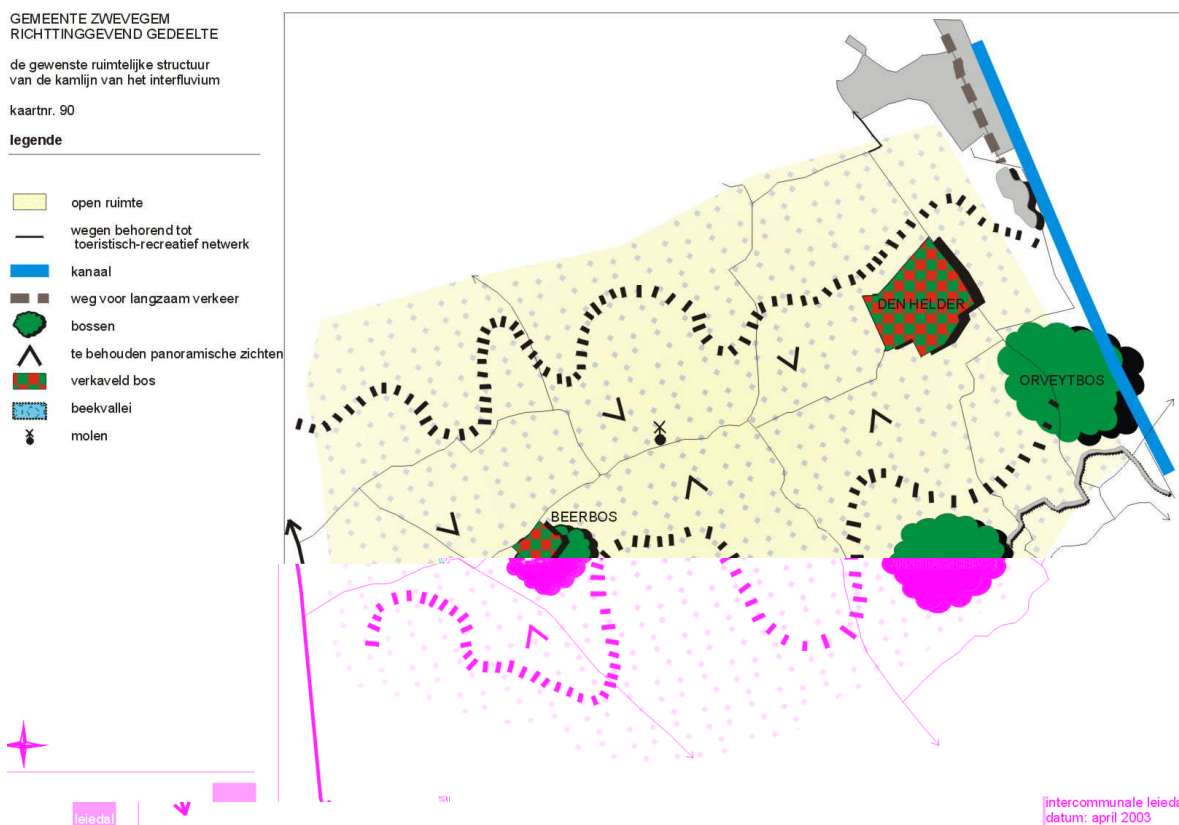 GEMEENTE ZWEVEGEM
RICHTTINGGEVEND GEDEELTE
de gewenste ruimtelijke structuur
van de kamlijn van het interfluvium
kaartnr. 90
legende
open ruimte
wegen behorend tot
toeristisch-recreatief netwerk
kanaal
weg voor langzaam verkeer
bossen
te behouden panoramische zichten
verkaveld bos
beekvallei
molen
DEN HELDER
ORVEYTBOS
BEERBOS
leiedal
intercommunale leieda
datum: april 2003